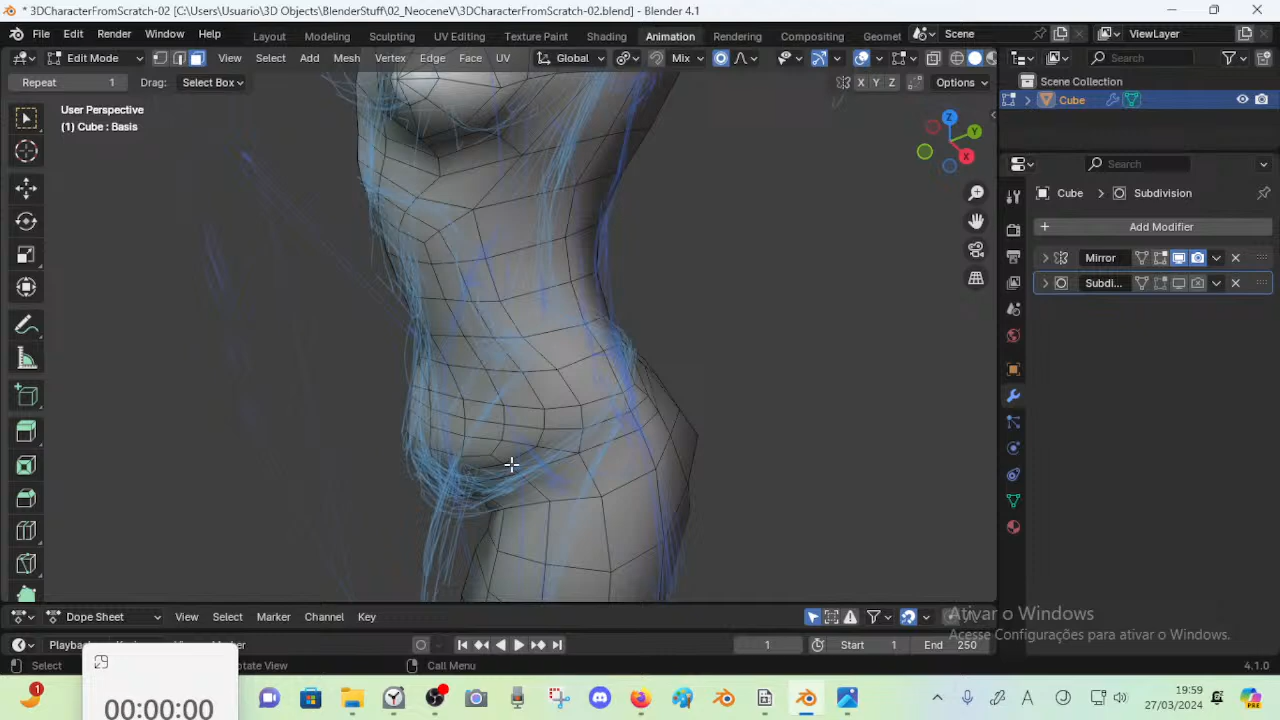 * 3DCharacterFromScratch-02 [C:\Users\Usuario\3D Objects\BlenderStuff\02_NeoceneV\3DCharacterFromScratch-02.blend] - Blender 4.1
File Edit Render Window Help Layout Modeling Sculpting UV Editing Texture Paint Shading Animation Rendering Compositing Geomet Scene ViewLayer
Edit Mode View Select Add Mesh Vertex Edge Face UV Global Mix Search
Repeat 1 Drag: Select Box X Y Z Options Scene Collection
Cube
User Perspective
(1) Cube : Basis
Z
Y
X
Search
Cube > Subdivision
+ Add Modifier
Mirror
Subdi...
Dope Sheet View Select Marker Channel Key
Ativar o Windows
Acesse Configurações para ativar o Windows.
1 Start 1 End 250
Select View Call Menu 4.1.0
00:00:00
1
19:59
27/03/2024
PRE